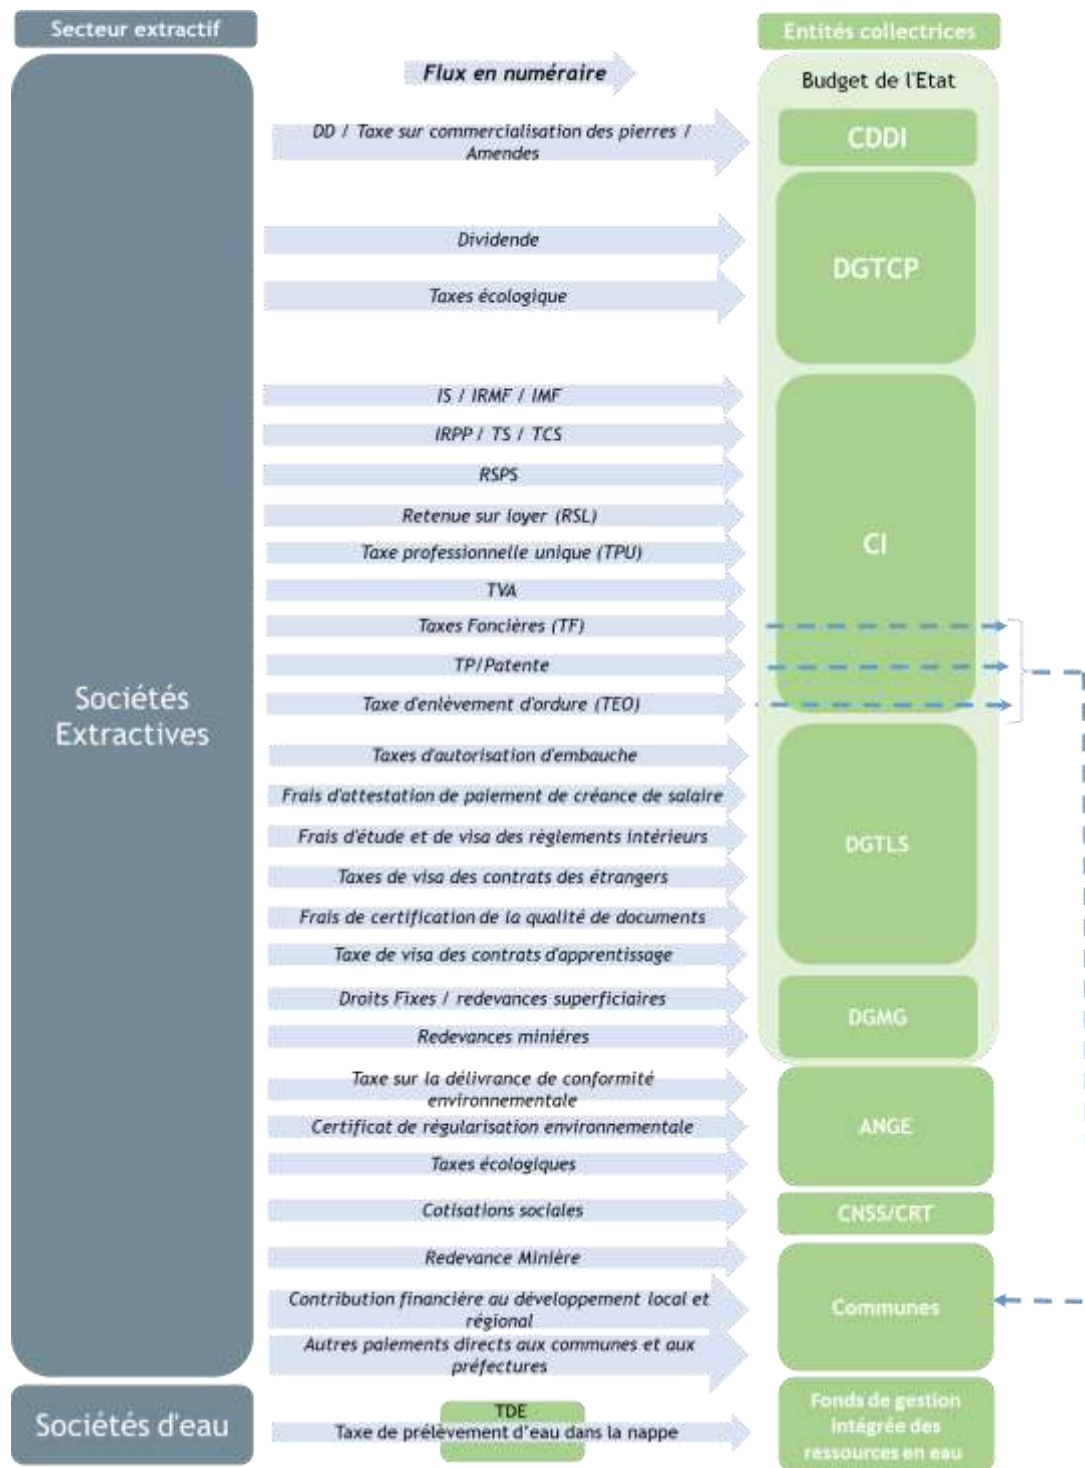 Secteur extractif
Entités collectrices
Flux en numéraire
Budget de l'Etat
DD / Taxe sur commercialisation des pierres /
Amendes
CDDI
Dividende
Taxes écologique
DGTCP
IS / IRMF / IMF
IRPP / TS / TCS
RSPS
Retenue sur loyer (RSL)
Taxe professionnelle unique (TPU)
TVA
Taxes Foncières (TF)
TP/Patente
Taxe d'enlèvement d'ordure (TEO)
CI
Sociétés
Extractives
Taxes d'autorisation d'embauche
Frais d'attestation de paiement de créance de salaire
Frais d'étude et de visa des règlements intérieurs
Taxes de visa des contrats des étrangers
Frais de certification de la qualité de documents
Taxe de visa des contrats d'apprentissage
DGTLS
Droits Fixes / redevances superficiaires
Redevances miniéres
DGMG
Taxe sur la délivrance de conformité
environnementale
Certificat de régularisation environnementale
Taxes écologiques
ANGE
Cotisations sociales
CNSS/CRT
Redevance Minière
Contribution financière au développement local et
régional
Autres paiements directs aux communes et aux
préfectures
Communes
Sociétés d'eau
TDE
Taxe de prélèvement d'eau dans la nappe
Fonds de gestion
intégrée des
ressources en eau